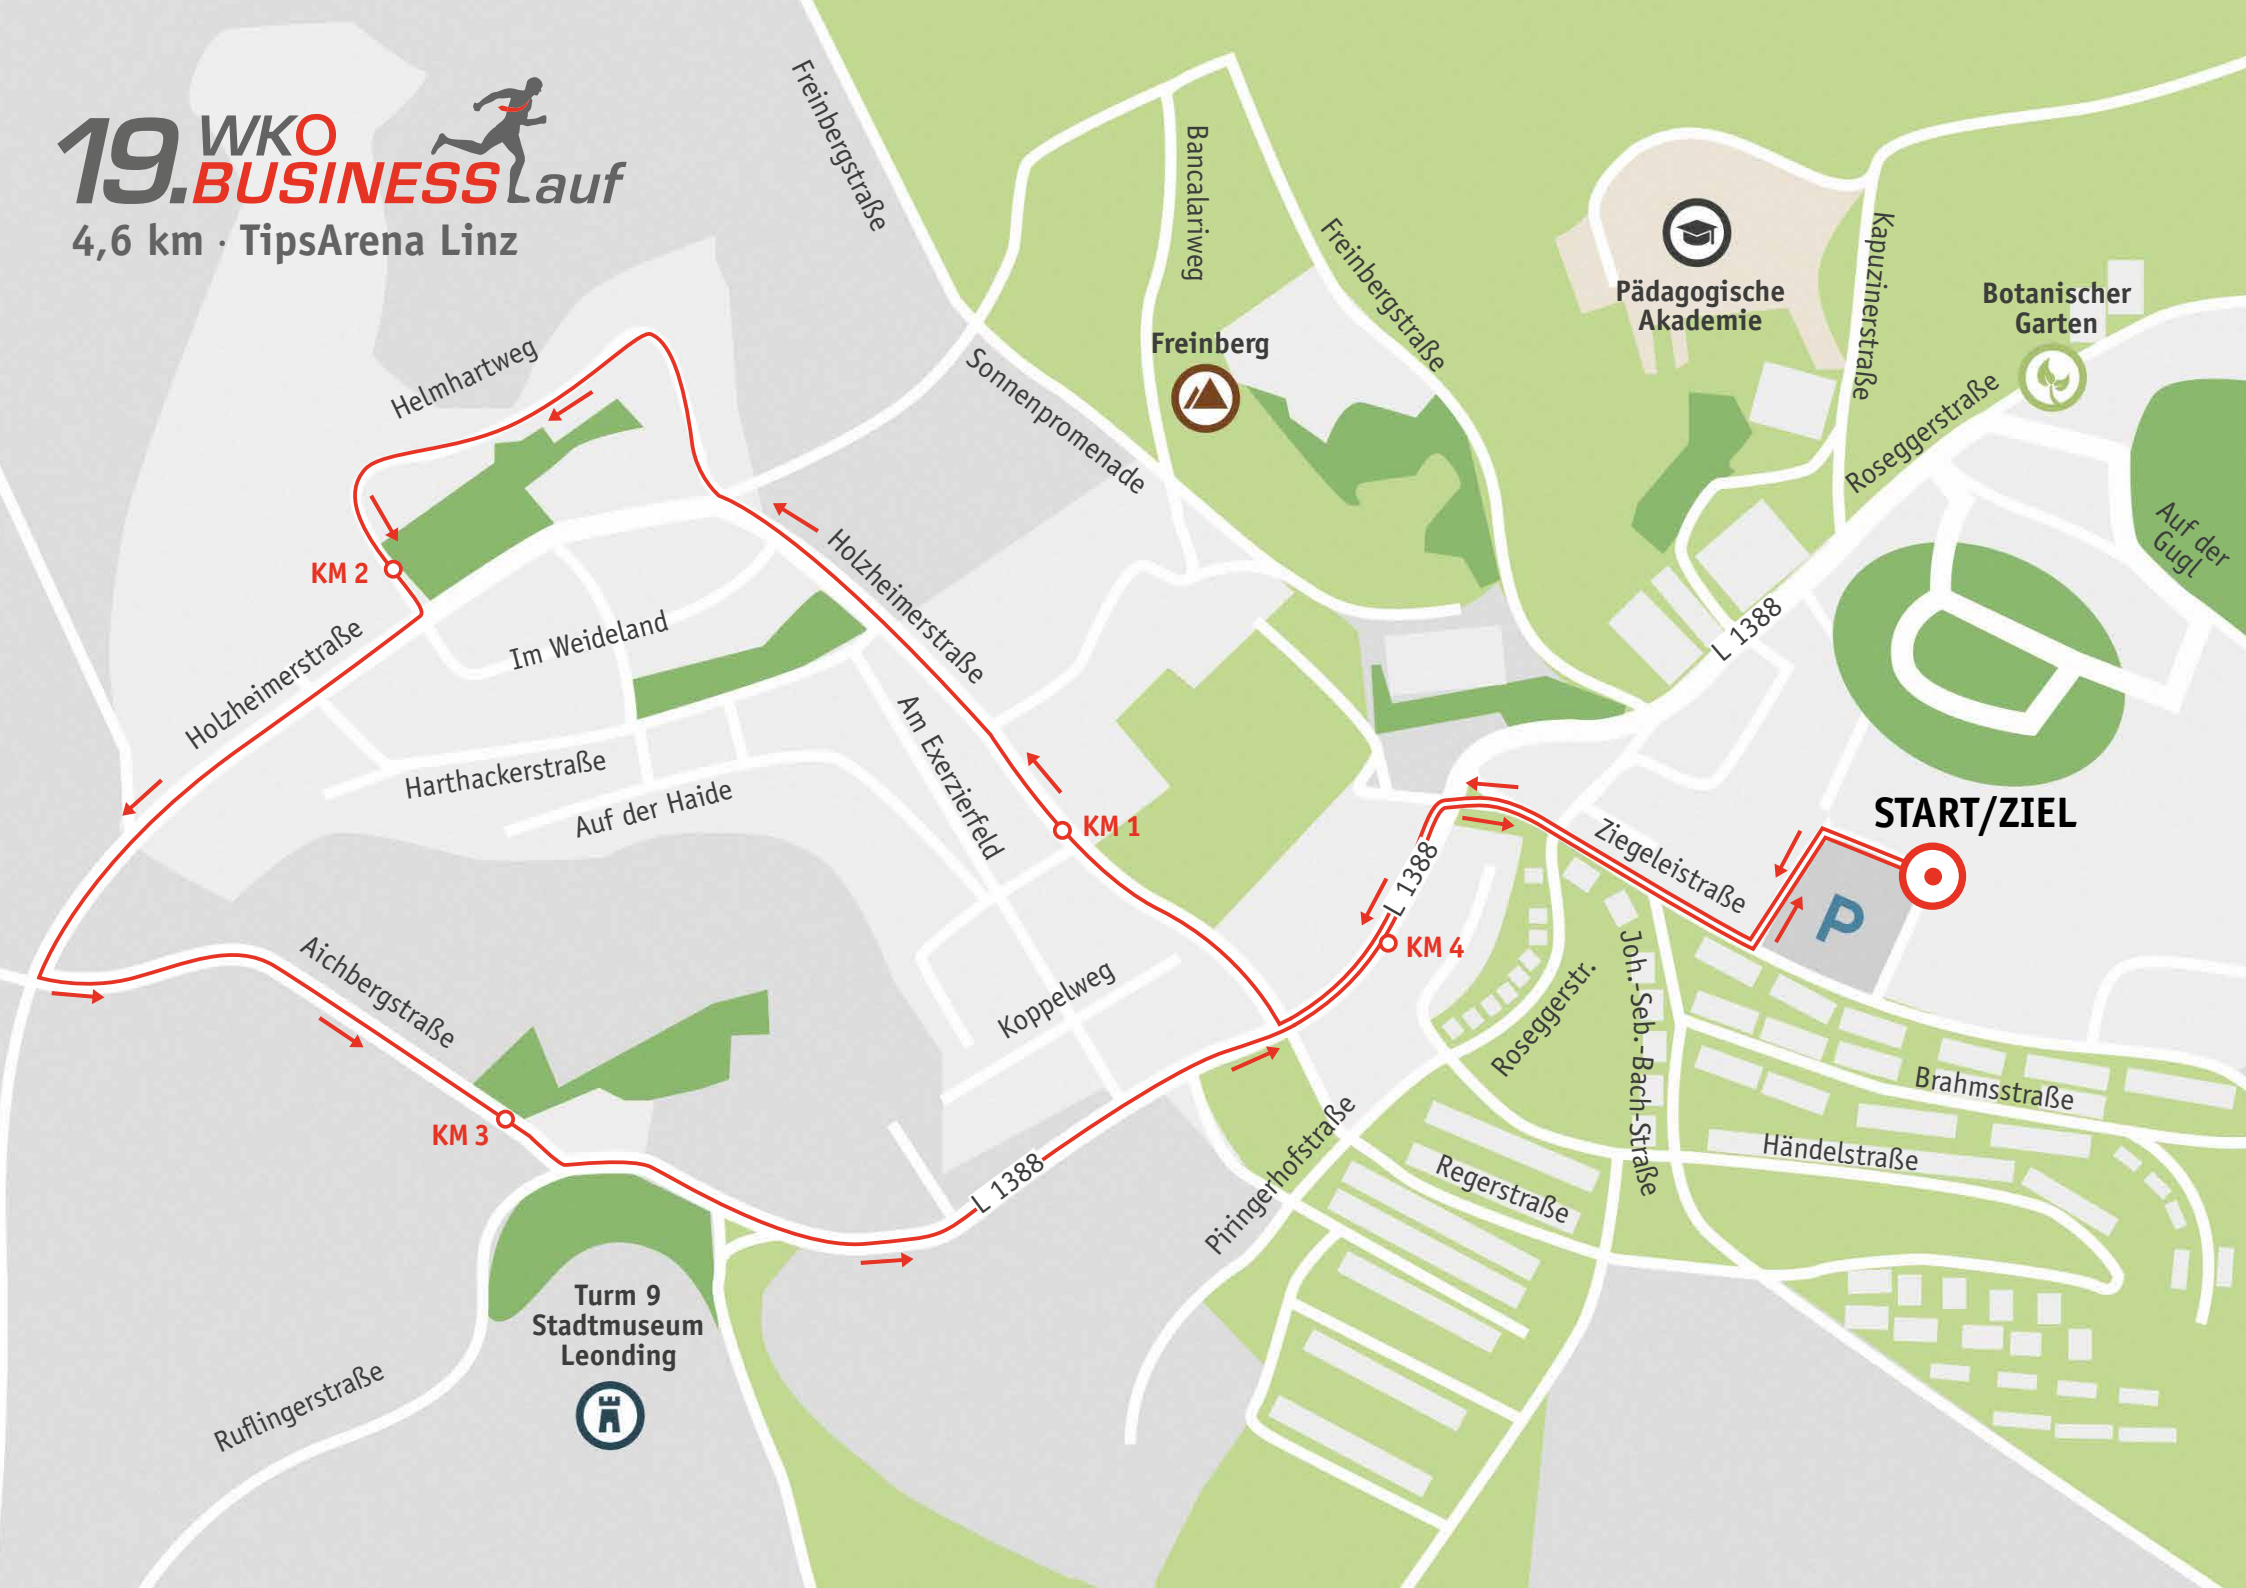 19. WKO
BUSINESSLauf
4,6 km · TipsArena Linz
Freinbergstraße
Bancalariweg
Freinbergstraße
Pädagogische
Akademie
Kapuzinerstraße
Botanischer
Garten
Freinberg
Sonnenpromenade
Roseggerstraße
Helmhartweg
Auf der
Gugl
KM 2
Holzheimerstraße
Im Weideland
Holzheimerstraße
L 1388
Harthackerstraße
Auf der Haide
Am Exerzierfeld
KM 1
START/ZIEL
Ziegeleistraße
L 1388
P
KM 4
Aichbergstraße
Koppelweg
Roseggerstr.
Joh.-Seb.-Bach-Straße
Brahmsstraße
KM 3
Händelstraße
L 1388
Piringerhofstraße
Regerstraße
Turm 9
Stadtmuseum
Leonding
Ruflingerstraße